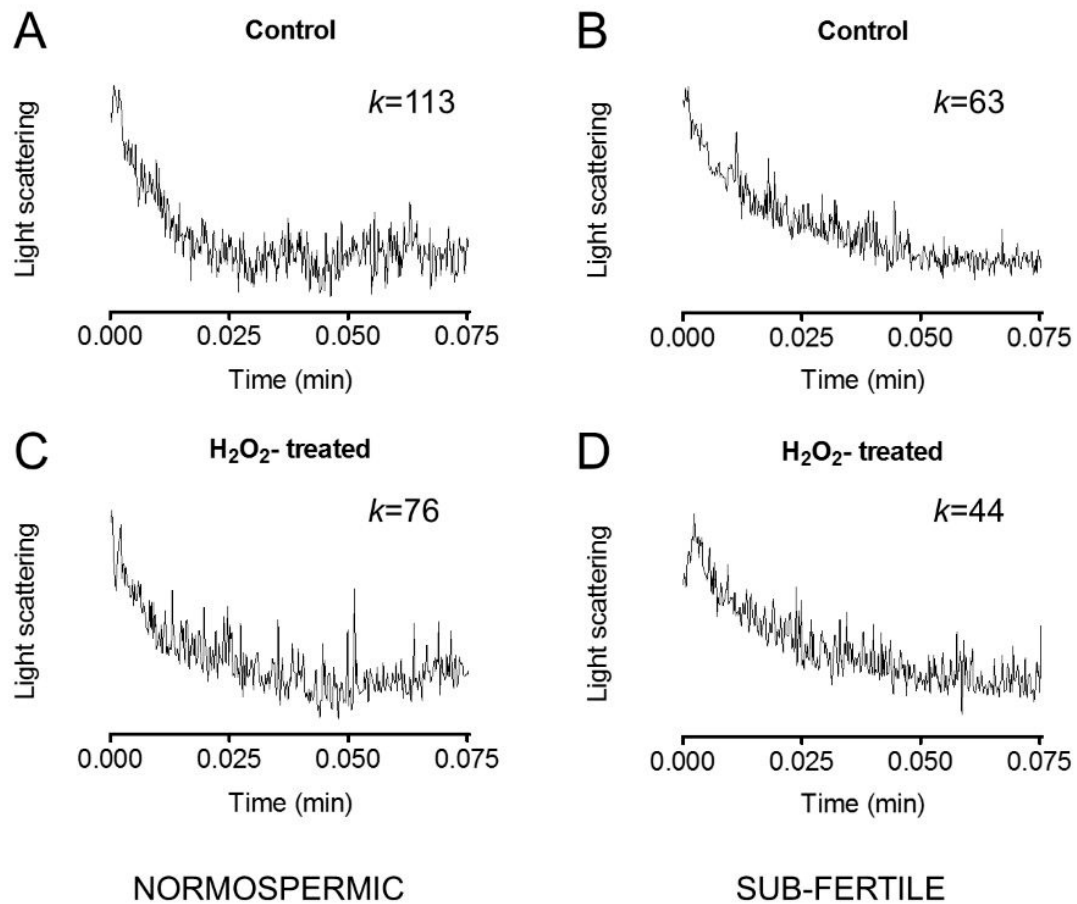 A
Control
k=113
Light scattering
0.000 0.025 0.050 0.075
Time (min)
B
Control
k=63
Light scattering
0.000 0.025 0.050 0.075
Time (min)
C
H₂O₂- treated
k=76
Light scattering
0.000 0.025 0.050 0.075
Time (min)
D
H₂O₂- treated
k=44
Light scattering
0.000 0.025 0.050 0.075
Time (min)
NORMOSPERMIC
SUB-FERTILE